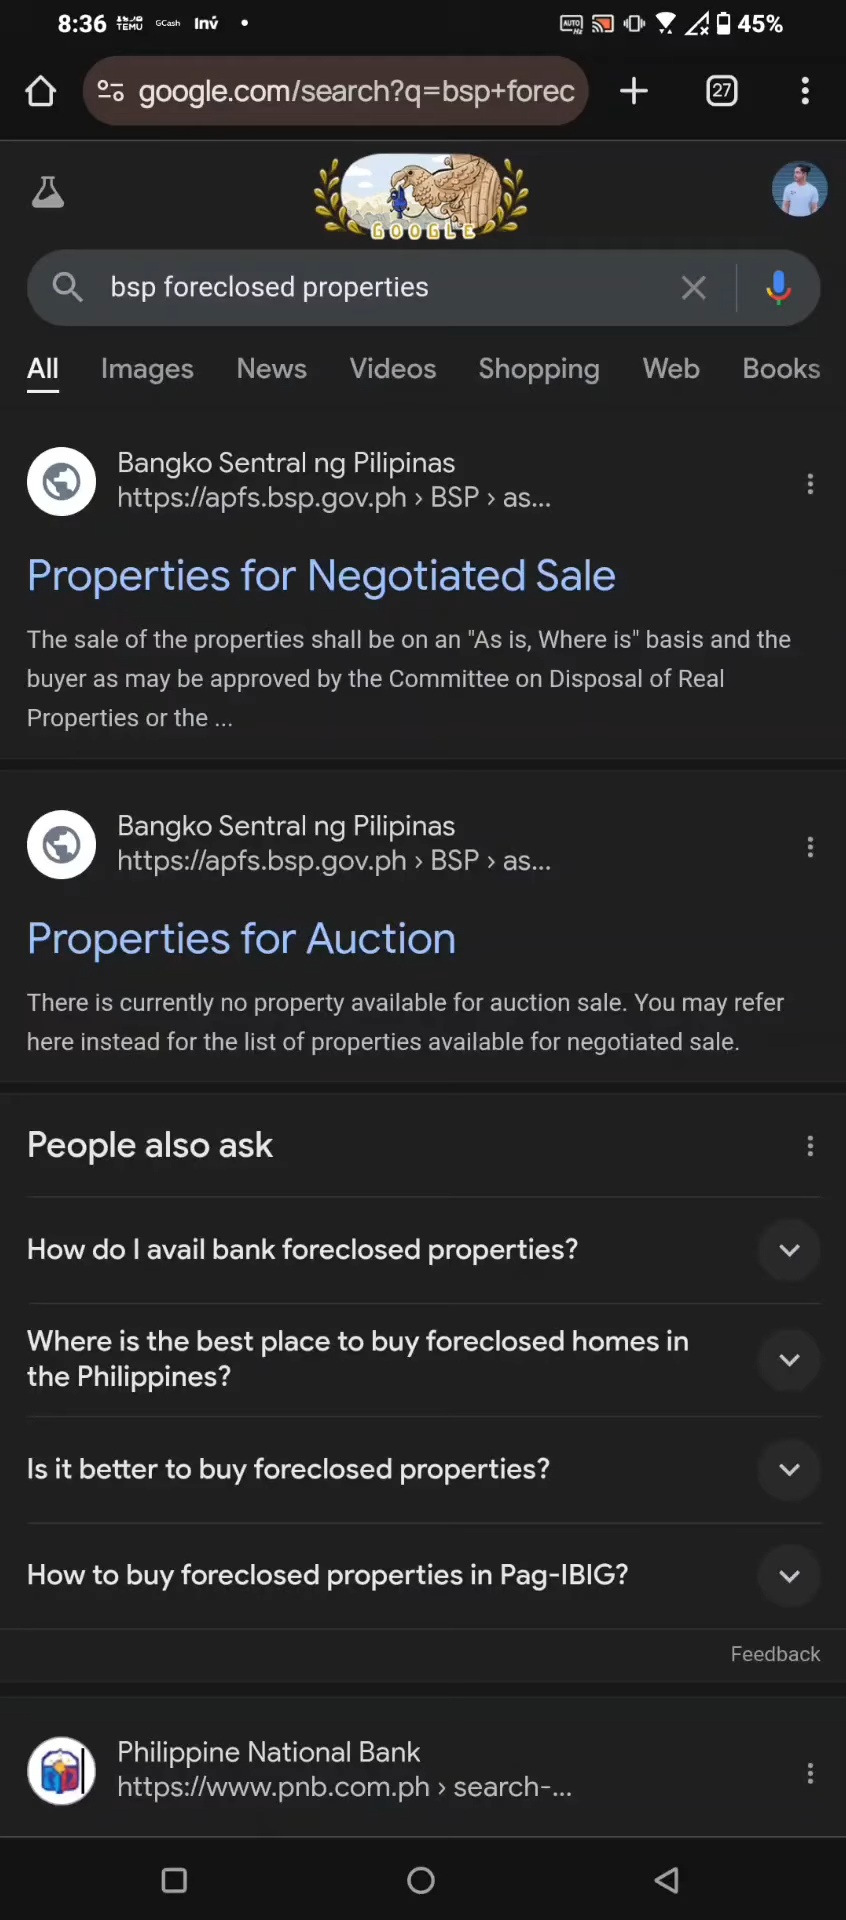 8:36 TEMU GCash Inv 45%
google.com/search?q=bsp+forec
27
GOOGLE
bsp foreclosed properties
All Images News Videos Shopping Web Books
Bangko Sentral ng Pilipinas
https://apfs.bsp.gov.ph › BSP › as...
Properties for Negotiated Sale
The sale of the properties shall be on an "As is, Where is" basis and the
buyer as may be approved by the Committee on Disposal of Real
Properties or the ...
Bangko Sentral ng Pilipinas
https://apfs.bsp.gov.ph › BSP › as...
Properties for Auction
There is currently no property available for auction sale. You may refer
here instead for the list of properties available for negotiated sale.
People also ask
How do I avail bank foreclosed properties?
Where is the best place to buy foreclosed homes in
the Philippines?
Is it better to buy foreclosed properties?
How to buy foreclosed properties in Pag-IBIG?
Feedback
Philippine National Bank
https://www.pnb.com.ph › search-...